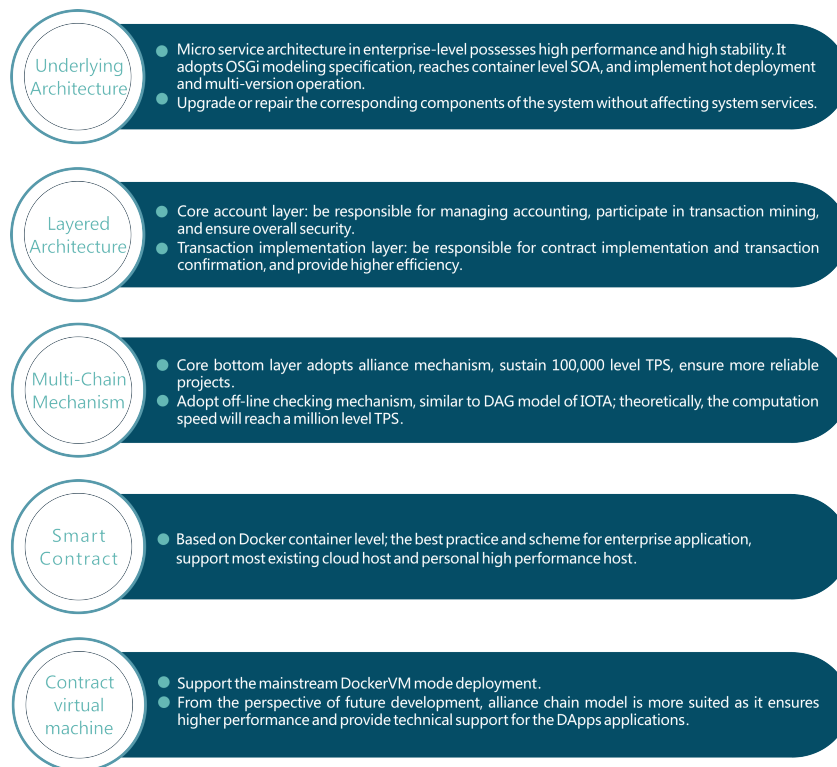 Underlying
Architecture
Micro service architecture in enterprise-level possesses high performance and high stability. It
adopts OSGi modeling specification, reaches container level SOA, and implement hot deployment
and multi-version operation.
Upgrade or repair the corresponding components of the system without affecting system services.
Layered
Architecture
Core account layer: be responsible for managing accounting, participate in transaction mining,
and ensure overall security.
Transaction implementation layer: be responsible for contract implementation and transaction
confirmation, and provide higher efficiency.
Multi-Chain
Mechanism
Core bottom layer adopts alliance mechanism, sustain 100,000 level TPS, ensure more reliable
projects.
Adopt off-line checking mechanism, similar to DAG model of IOTA; theoretically, the computation
speed will reach a million level TPS.
Smart
Contract
Based on Docker container level; the best practice and scheme for enterprise application,
support most existing cloud host and personal high performance host.
Contract
virtual
machine
Support the mainstream DockerVM mode deployment.
From the perspective of future development, alliance chain model is more suited as it ensures
higher performance and provide technical support for the DApps applications.